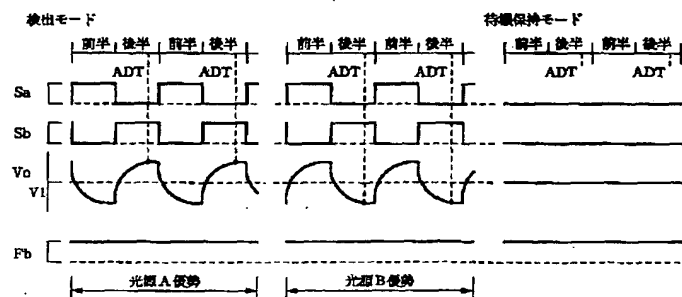 検出モード
待機保持モード
前半 後半 前半 後半 前半 後半 前半 後半 前半 後半 前半 後半
ADT ADT ADT ADT ADT ADT
Sa
Sb
Vo
V1
Fb
光源A優勢 光源B優勢